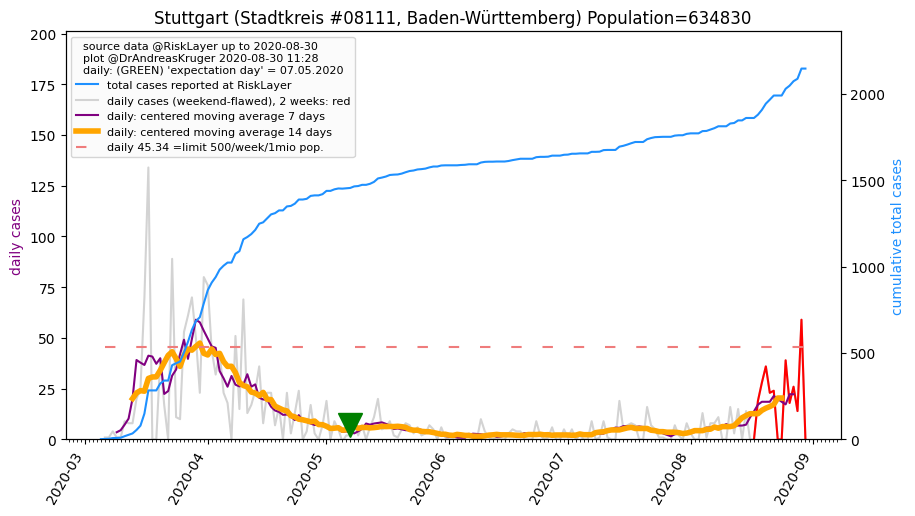 Stuttgart (Stadtkreis #08111, Baden-Württemberg) Population=634830
source data @RiskLayer up to 2020-08-30
plot @DrAndreasKruger 2020-08-30 11:28
daily: (GREEN) 'expectation day' = 07.05.2020
total cases reported at RiskLayer
daily cases (weekend-flawed), 2 weeks: red
daily: centered moving average 7 days
daily: centered moving average 14 days
daily 45.34 =limit 500/week/1mio pop.
daily cases
200
175
150
125
100
75
50
25
0
cumulative total cases
2000
1500
1000
500
0
2020-03
2020-04
2020-05
2020-06
2020-07
2020-08
2020-09